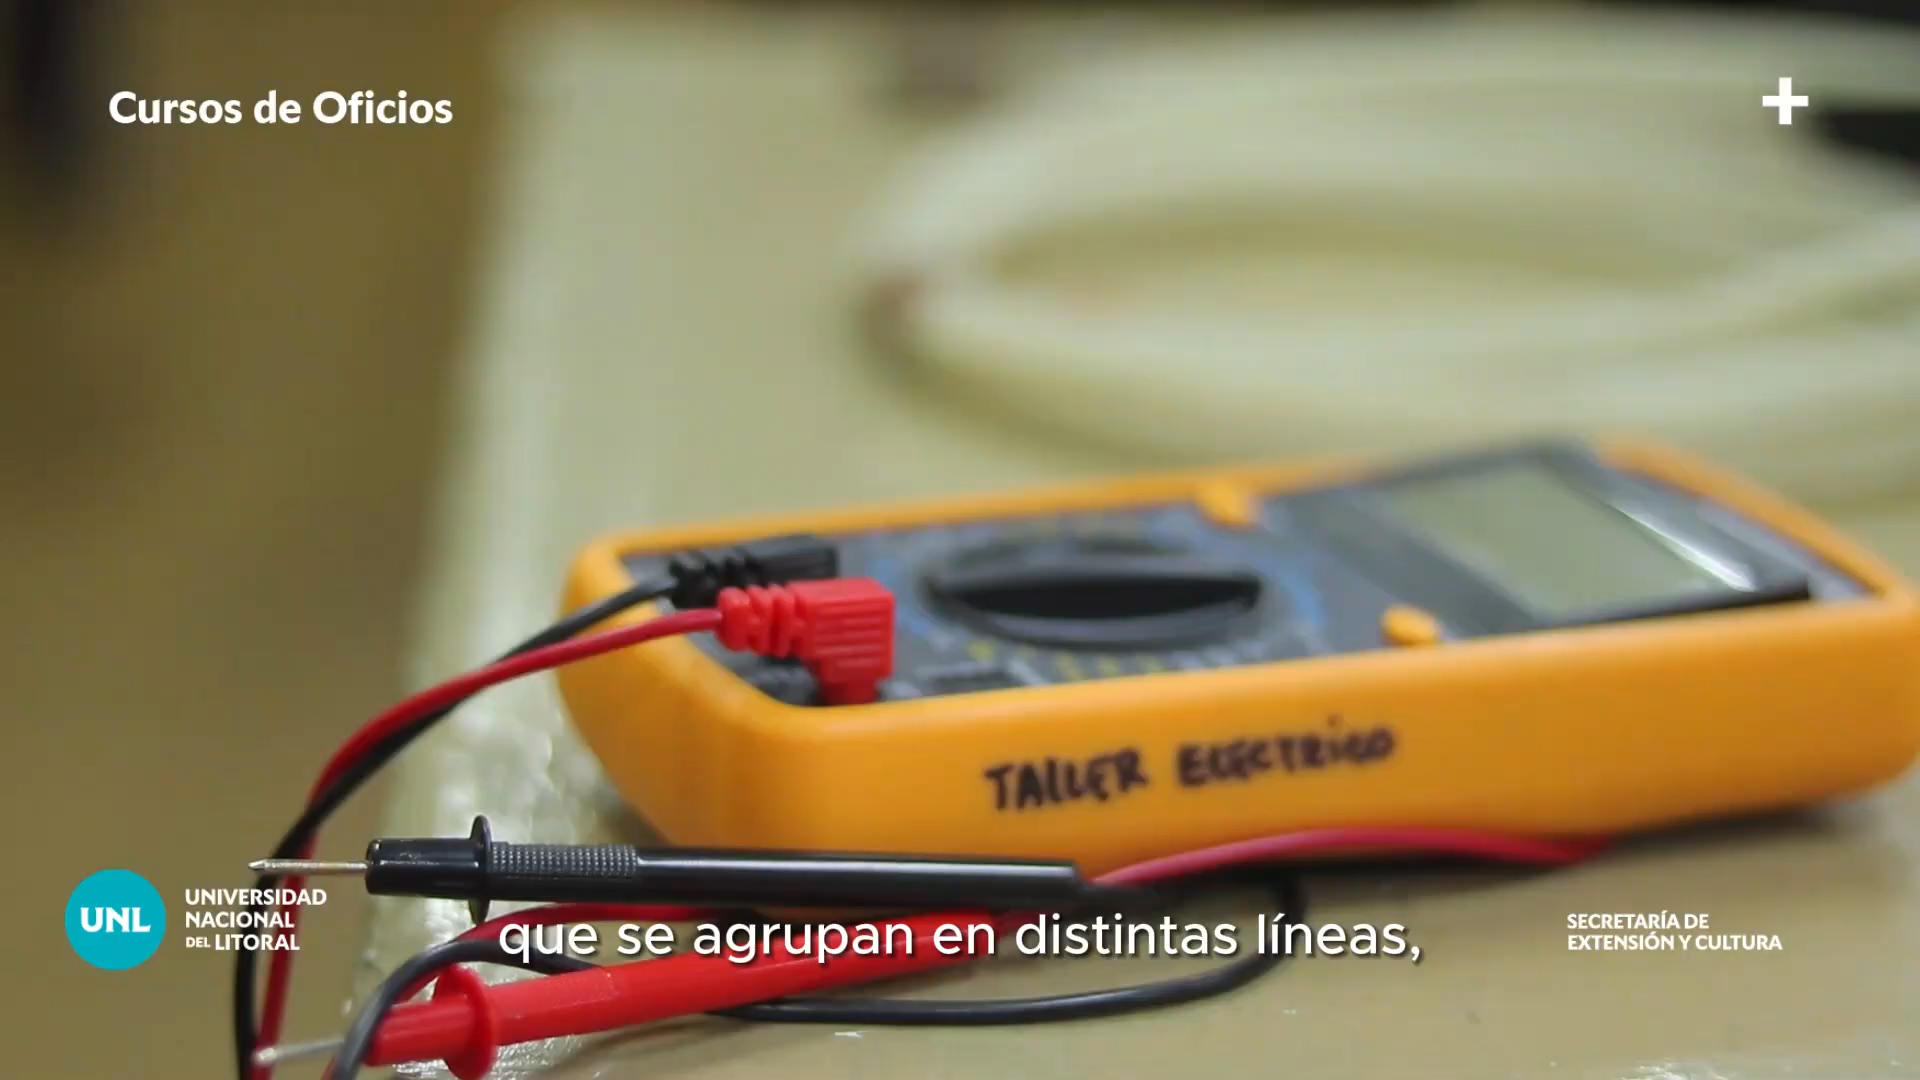 Cursos de Oficios
TALLER ELECTRICO
UNL
UNIVERSIDAD
NACIONAL
DEL LITORAL
que se agrupan en distintas líneas,
SECRETARÍA DE
EXTENSIÓN Y CULTURA